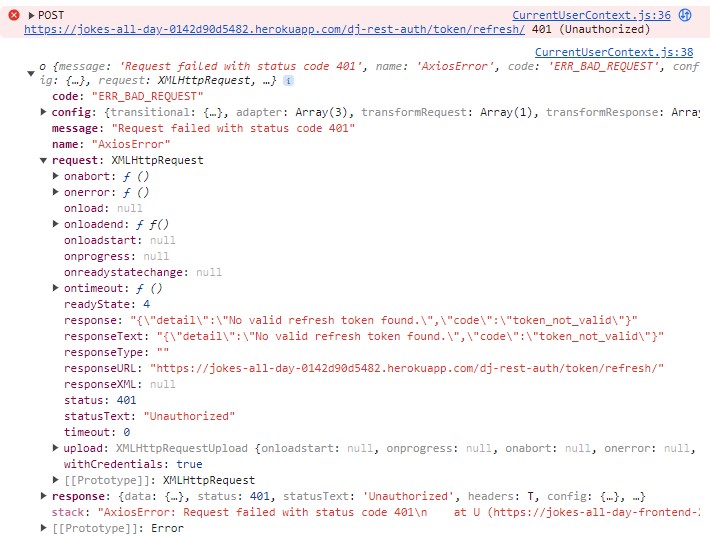 POST CurrentUserContext.js:36
https://jokes-all-day-0142d90d5482.herokuapp.com/dj-rest-auth/token/refresh/ 401 (Unauthorized)
CurrentUserContext.js:38
o {message: 'Request failed with status code 401', name: 'AxiosError', code: 'ERR_BAD_REQUEST', conf
ig: {…}, request: XMLHttpRequest, …} i
code: "ERR_BAD_REQUEST"
config: {transitional: {…}, adapter: Array(3), transformRequest: Array(1), transformResponse: Arra
message: "Request failed with status code 401"
name: "AxiosError"
request: XMLHttpRequest
onabort: ƒ ()
onerror: ƒ ()
onload: null
onloadend: ƒ f()
onloadstart: null
onprogress: null
onreadystatechange: null
ontimeout: ƒ ()
readyState: 4
response: "{\"detail\":\"No valid refresh token found.\",\"code\":\"token_not_valid\"}"
responseText: "{\"detail\":\"No valid refresh token found.\",\"code\":\"token_not_valid\"}"
responseType: ""
responseURL: "https://jokes-all-day-0142d90d5482.herokuapp.com/dj-rest-auth/token/refresh/"
responseXML: null
status: 401
statusText: "Unauthorized"
timeout: 0
upload: XMLHttpRequestUpload {onloadstart: null, onprogress: null, onabort: null, onerror: null,
withCredentials: true
[[Prototype]]: XMLHttpRequest
response: {data: {…}, status: 401, statusText: 'Unauthorized', headers: T, config: {…}, …}
stack: "AxiosError: Request failed with status code 401\n    at U (https://jokes-all-day-frontend-
[[Prototype]]: Error